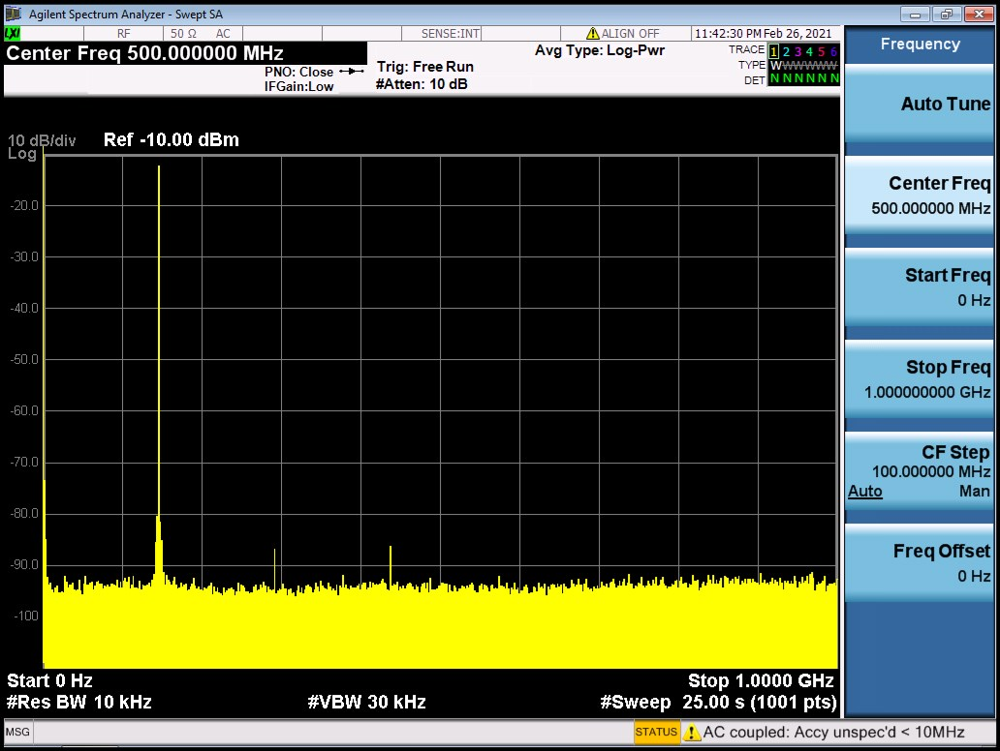 Agilent Spectrum Analyzer - Swept SA
LXI RF 50 Ω AC SENSE:INT ALIGN OFF 11:42:30 PM Feb 26, 2021
Center Freq 500.000000 MHz
PNO: Close
IFGain:Low
Trig: Free Run
#Atten: 10 dB
Avg Type: Log-Pwr
TRACE 1 2 3 4 5 6
TYPE WWWWWW
DET N N N N N N
10 dB/div
Log
Ref -10.00 dBm
-20.0
-30.0
-40.0
-50.0
-60.0
-70.0
-80.0
-90.0
-100
Start 0 Hz
Stop 1.0000 GHz
#Res BW 10 kHz
#VBW 30 kHz
#Sweep 25.00 s (1001 pts)
Frequency
Auto Tune
Center Freq
500.000000 MHz
Start Freq
0 Hz
Stop Freq
1.000000000 GHz
CF Step
100.000000 MHz
Auto Man
Freq Offset
0 Hz
MSG
STATUS
AC coupled: Accy unspec'd < 10MHz